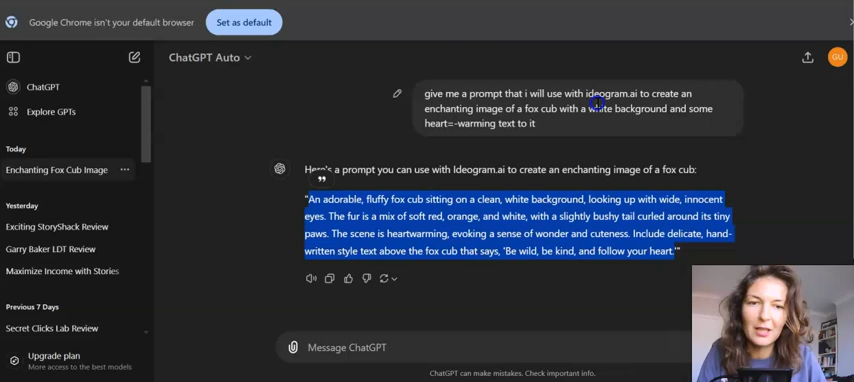 Google Chrome isn't your default browser
Set as default
ChatGPT Auto
GU
ChatGPT
Explore GPTs
Today
Enchanting Fox Cub Image
Yesterday
Exciting StoryShack Review
Garry Baker LDT Review
Maximize Income with Stories
Previous 7 Days
Secret Clicks Lab Review
Upgrade plan
More access to the best models
give me a prompt that i will use with ideogram.ai to create an
enchanting image of a fox cub with a white background and some
heart=-warming text to it
Here's a prompt you can use with Ideogram.ai to create an enchanting image of a fox cub:
"An adorable, fluffy fox cub sitting on a clean, white background, looking up with wide, innocent
eyes. The fur is a mix of soft red, orange, and white, with a slightly bushy tail curled around its tiny
paws. The scene is heartwarming, evoking a sense of wonder and cuteness. Include delicate, hand-
written style text above the fox cub that says, 'Be wild, be kind, and follow your heart.'"
Message ChatGPT
ChatGPT can make mistakes. Check important info.